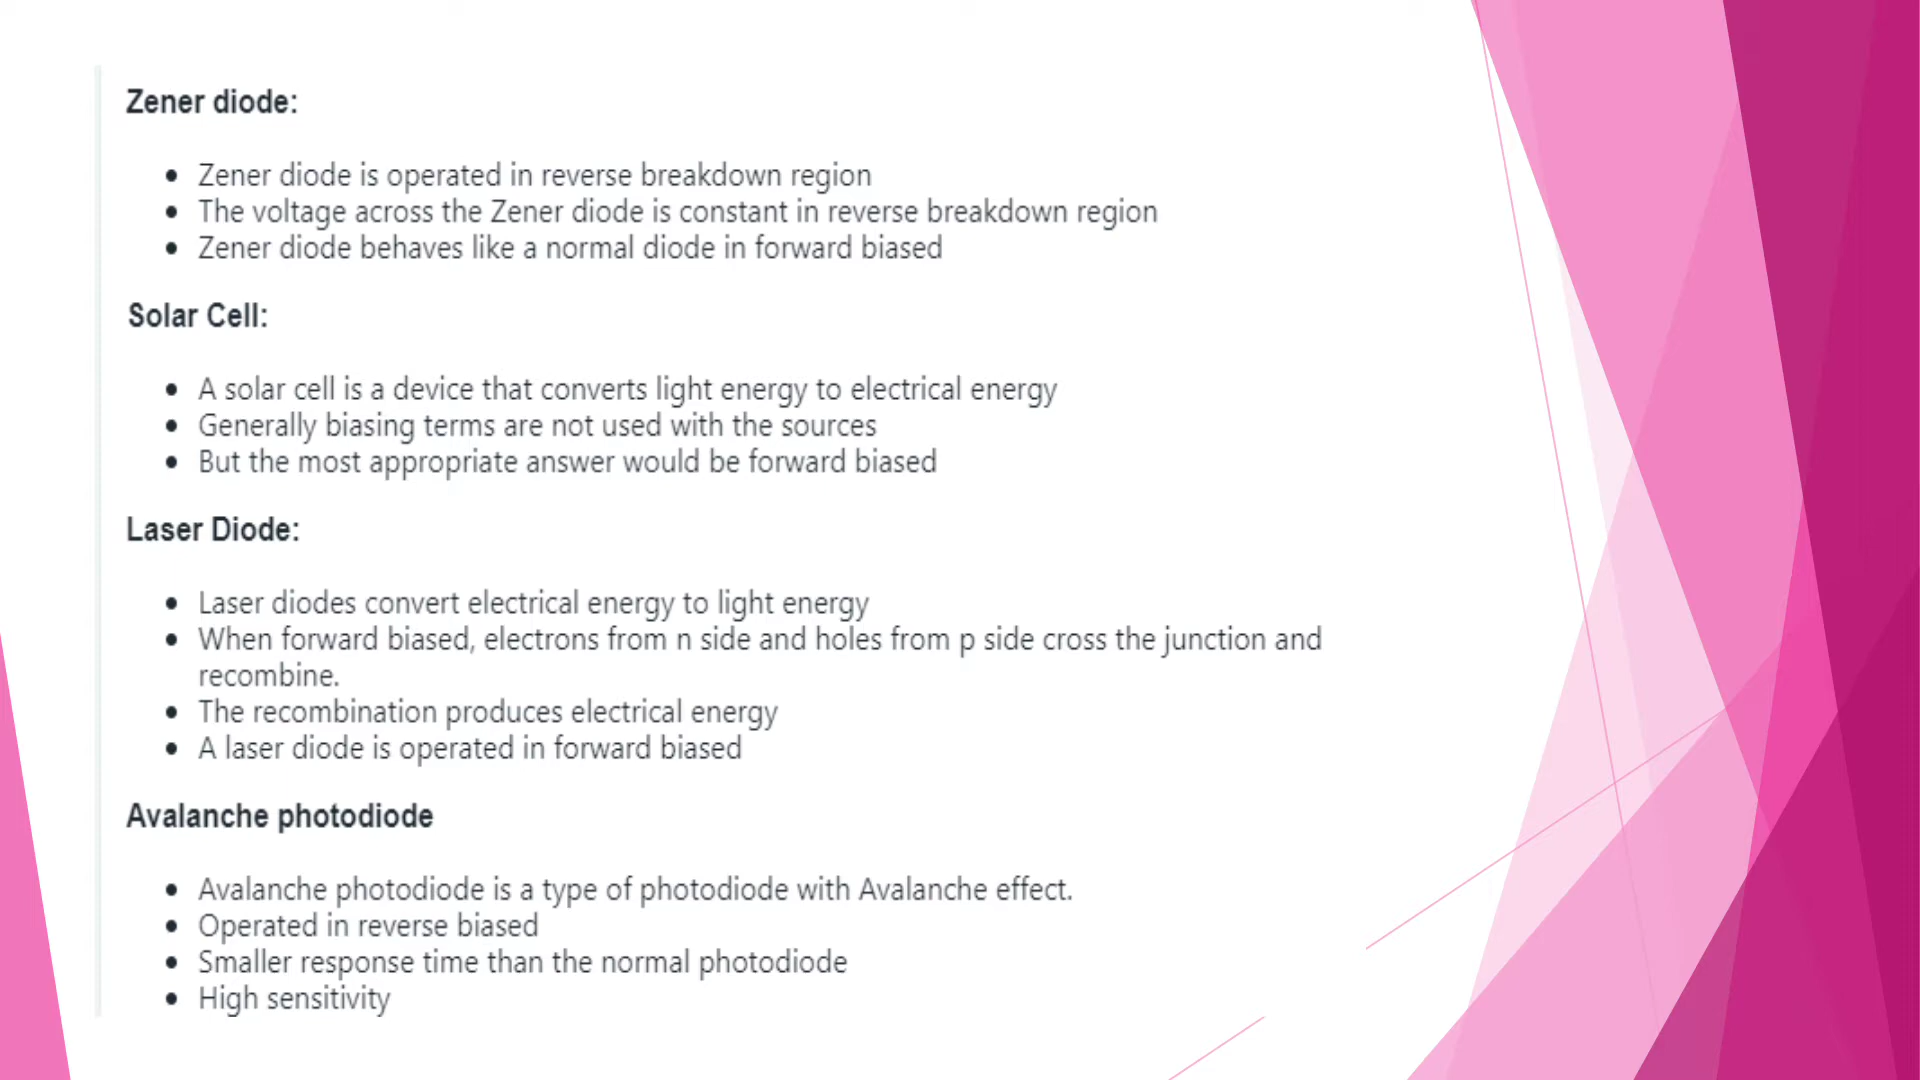 Zener diode:
• Zener diode is operated in reverse breakdown region
• The voltage across the Zener diode is constant in reverse breakdown region
• Zener diode behaves like a normal diode in forward biased
Solar Cell:
• A solar cell is a device that converts light energy to electrical energy
• Generally biasing terms are not used with the sources
• But the most appropriate answer would be forward biased
Laser Diode:
• Laser diodes convert electrical energy to light energy
• When forward biased, electrons from n side and holes from p side cross the junction and
recombine.
• The recombination produces electrical energy
• A laser diode is operated in forward biased
Avalanche photodiode
• Avalanche photodiode is a type of photodiode with Avalanche effect.
• Operated in reverse biased
• Smaller response time than the normal photodiode
• High sensitivity